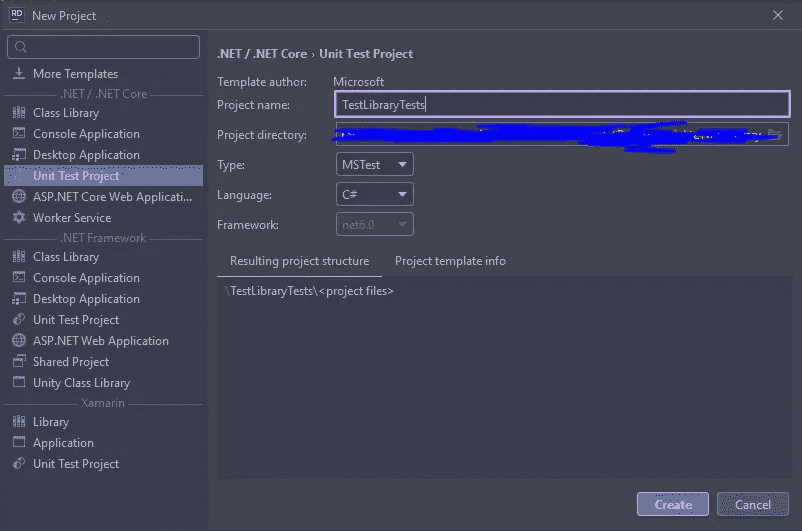 RD New Project
More Templates
.NET / .NET Core
Class Library
Console Application
Desktop Application
Unit Test Project
ASP.NET Core Web Applicati...
Worker Service
.NET Framework
Class Library
Console Application
Desktop Application
Unit Test Project
ASP.NET Web Application
Shared Project
Unity Class Library
Xamarin
Library
Application
Unit Test Project
.NET / .NET Core › Unit Test Project
Template author: Microsoft
Project name: TestLibraryTests
Project directory:
Type: MSTest
Language: C#
Framework: net6.0
Resulting project structure Project template info
\TestLibraryTests\<project files>
Create Cancel